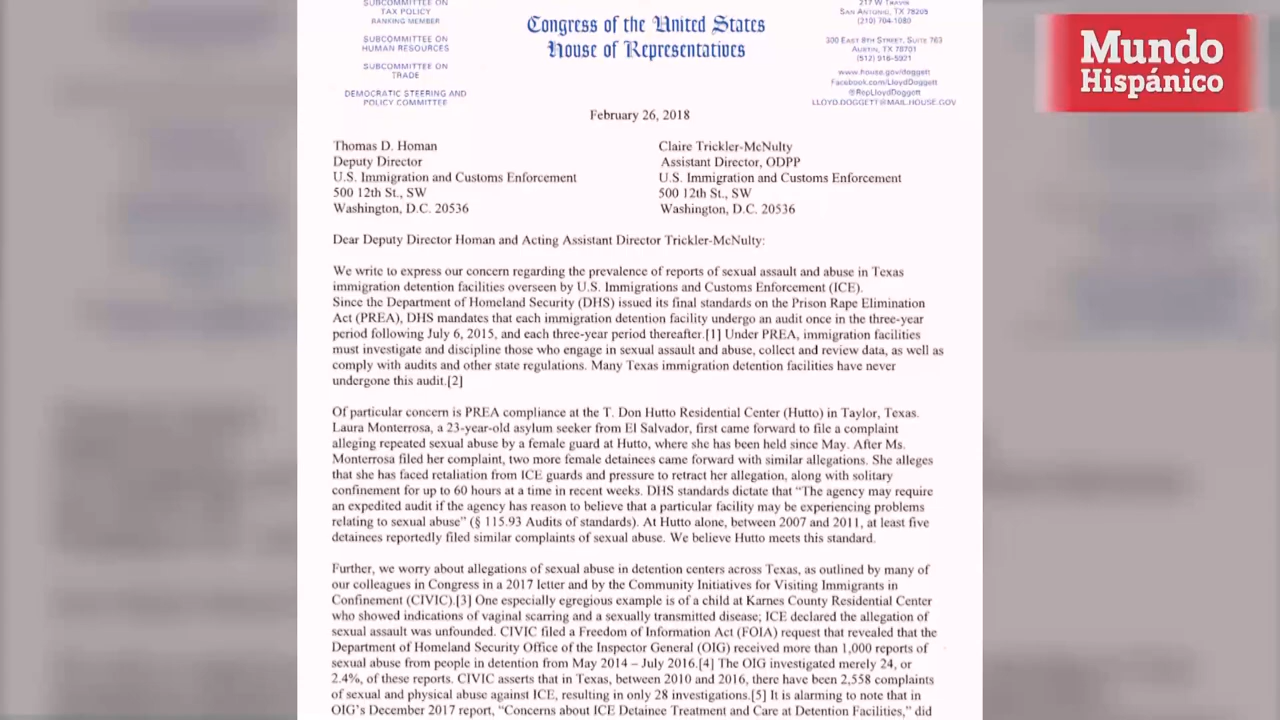 SUBCOMMITTEE ON
TAX POLICY
RANKING MEMBER
SUBCOMMITTEE ON
HUMAN RESOURCES
SUBCOMMITTEE ON
TRADE
DEMOCRATIC STEERING AND
POLICY COMMITTEE
Congress of the United States
House of Representatives
217 W TRAVIS
SAN ANTONIO, TX 78205
(210) 704-1080
300 EAST 8TH STREET, SUITE 763
AUSTIN, TX 78701
(512) 916-5921
www.house.gov/doggett
Facebook.com/LloydDoggett
@RepLloydDoggett
LLOYD.DOGGETT@MAIL.HOUSE.GOV
Mundo
Hispánico
February 26, 2018
Thomas D. Homan
Deputy Director
U.S. Immigration and Customs Enforcement
500 12th St., SW
Washington, D.C. 20536
Claire Trickler-McNulty
Assistant Director, ODPP
U.S. Immigration and Customs Enforcement
500 12th St., SW
Washington, D.C. 20536
Dear Deputy Director Homan and Acting Assistant Director Trickler-McNulty:
We write to express our concern regarding the prevalence of reports of sexual assault and abuse in Texas
immigration detention facilities overseen by U.S. Immigrations and Customs Enforcement (ICE).
Since the Department of Homeland Security (DHS) issued its final standards on the Prison Rape Elimination
Act (PREA), DHS mandates that each immigration detention facility undergo an audit once in the three-year
period following July 6, 2015, and each three-year period thereafter.[1] Under PREA, immigration facilities
must investigate and discipline those who engage in sexual assault and abuse, collect and review data, as well as
comply with audits and other state regulations. Many Texas immigration detention facilities have never
undergone this audit.[2]
Of particular concern is PREA compliance at the T. Don Hutto Residential Center (Hutto) in Taylor, Texas.
Laura Monterrosa, a 23-year-old asylum seeker from El Salvador, first came forward to file a complaint
alleging repeated sexual abuse by a female guard at Hutto, where she has been held since May. After Ms.
Monterrosa filed her complaint, two more female detainees came forward with similar allegations. She alleges
that she has faced retaliation from ICE guards and pressure to retract her allegation, along with solitary
confinement for up to 60 hours at a time in recent weeks. DHS standards dictate that “The agency may require
an expedited audit if the agency has reason to believe that a particular facility may be experiencing problems
relating to sexual abuse” (§ 115.93 Audits of standards). At Hutto alone, between 2007 and 2011, at least five
detainees reportedly filed similar complaints of sexual abuse. We believe Hutto meets this standard.
Further, we worry about allegations of sexual abuse in detention centers across Texas, as outlined by many of
our colleagues in Congress in a 2017 letter and by the Community Initiatives for Visiting Immigrants in
Confinement (CIVIC).[3] One especially egregious example is of a child at Karnes County Residential Center
who showed indications of vaginal scarring and a sexually transmitted disease; ICE declared the allegation of
sexual assault was unfounded. CIVIC filed a Freedom of Information Act (FOIA) request that revealed that the
Department of Homeland Security Office of the Inspector General (OIG) received more than 1,000 reports of
sexual abuse from people in detention from May 2014 – July 2016.[4] The OIG investigated merely 24, or
2.4%, of these reports. CIVIC asserts that in Texas, between 2010 and 2016, there have been 2,558 complaints
of sexual and physical abuse against ICE, resulting in only 28 investigations.[5] It is alarming to note that in
OIG’s December 2017 report, “Concerns about ICE Detainee Treatment and Care at Detention Facilities,” did